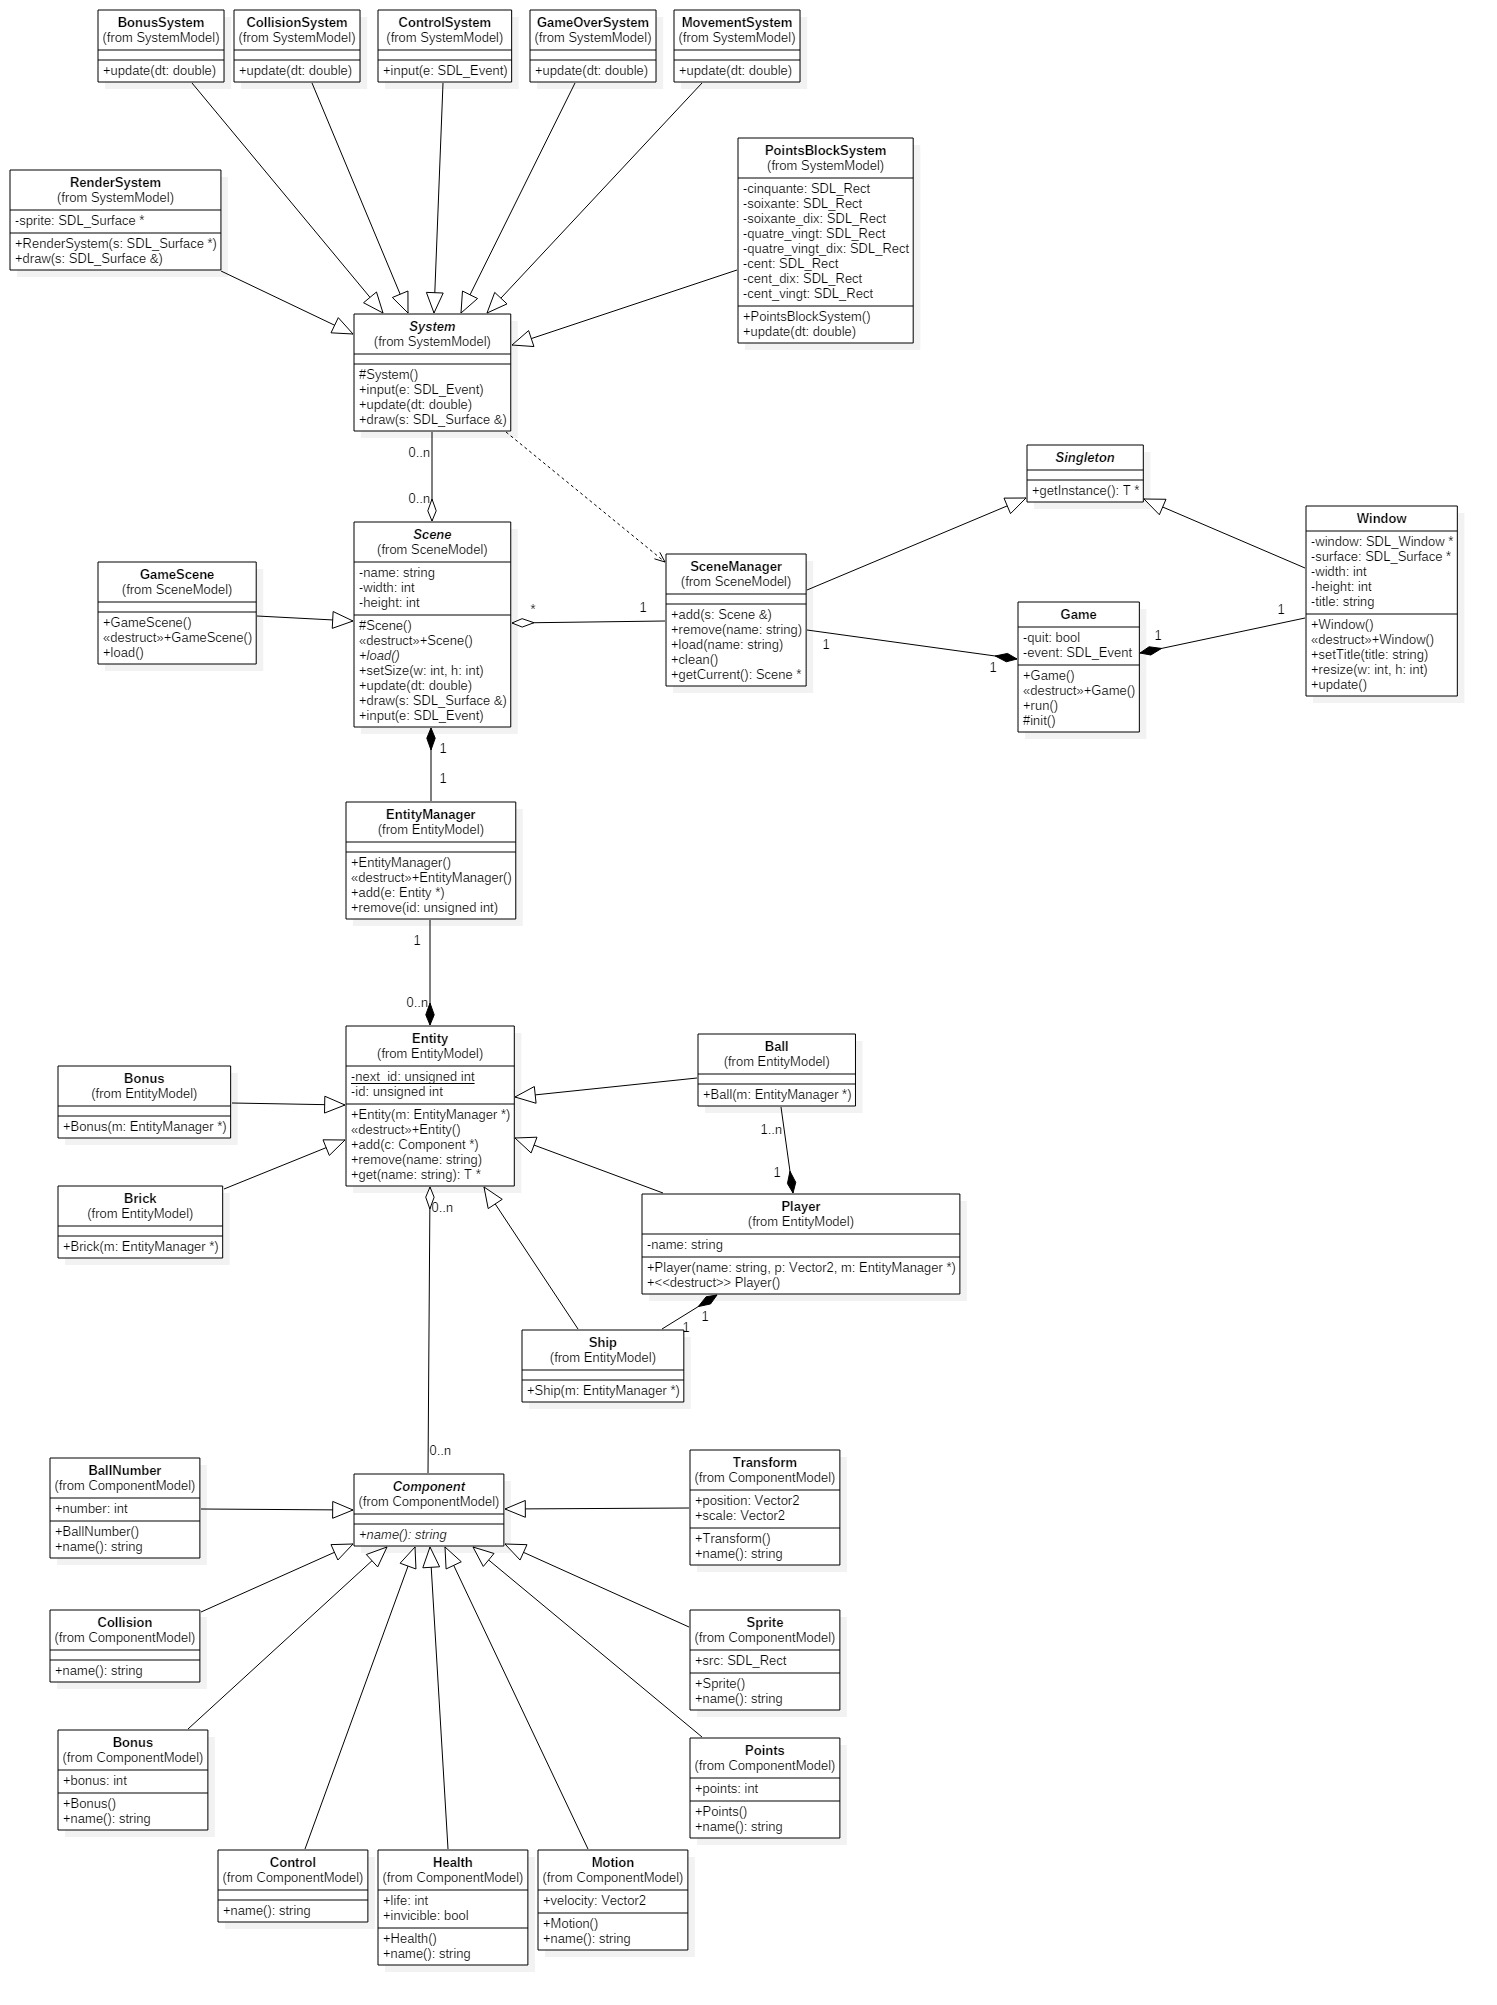 BonusSystem
(from SystemModel)
+update(dt: double)
CollisionSystem
(from SystemModel)
+update(dt: double)
ControlSystem
(from SystemModel)
+input(e: SDL_Event)
GameOverSystem
(from SystemModel)
+update(dt: double)
MovementSystem
(from SystemModel)
+update(dt: double)
PointsBlockSystem
(from SystemModel)
-cinquante: SDL_Rect
-soixante: SDL_Rect
-soixante_dix: SDL_Rect
-quatre_vingt: SDL_Rect
-quatre_vingt_dix: SDL_Rect
-cent: SDL_Rect
-cent_dix: SDL_Rect
-cent_vingt: SDL_Rect
+PointsBlockSystem()
+update(dt: double)
RenderSystem
(from SystemModel)
-sprite: SDL_Surface *
+RenderSystem(s: SDL_Surface *)
+draw(s: SDL_Surface &)
System
(from SystemModel)
#System()
+input(e: SDL_Event)
+update(dt: double)
+draw(s: SDL_Surface &)
0..n
0..n
Singleton
+getInstance(): T *
Window
-window: SDL_Window *
-surface: SDL_Surface *
-width: int
-height: int
-title: string
+Window()
«destruct»+Window()
+setTitle(title: string)
+resize(w: int, h: int)
+update()
Scene
(from SceneModel)
-name: string
-width: int
-height: int
#Scene()
«destruct»+Scene()
+load()
+setSize(w: int, h: int)
+update(dt: double)
+draw(s: SDL_Surface &)
+input(e: SDL_Event)
GameScene
(from SceneModel)
+GameScene()
«destruct»+GameScene()
+load()
*
1
SceneManager
(from SceneModel)
+add(s: Scene &)
+remove(name: string)
+load(name: string)
+clean()
+getCurrent(): Scene *
1
1
Game
-quit: bool
-event: SDL_Event
+Game()
«destruct»+Game()
+run()
#init()
1
1
1
1
EntityManager
(from EntityModel)
+EntityManager()
«destruct»+EntityManager()
+add(e: Entity *)
+remove(id: unsigned int)
1
0..n
Entity
(from EntityModel)
-next_id: unsigned int
-id: unsigned int
+Entity(m: EntityManager *)
«destruct»+Entity()
+add(c: Component *)
+remove(name: string)
+get(name: string): T *
Ball
(from EntityModel)
+Ball(m: EntityManager *)
Bonus
(from EntityModel)
+Bonus(m: EntityManager *)
1..n
1
Brick
(from EntityModel)
+Brick(m: EntityManager *)
0..n
Player
(from EntityModel)
-name: string
+Player(name: string, p: Vector2, m: EntityManager *)
+<<destruct>> Player()
1
1
Ship
(from EntityModel)
+Ship(m: EntityManager *)
0..n
BallNumber
(from ComponentModel)
+number: int
+BallNumber()
+name(): string
Component
(from ComponentModel)
+name(): string
Transform
(from ComponentModel)
+position: Vector2
+scale: Vector2
+Transform()
+name(): string
Collision
(from ComponentModel)
+name(): string
Sprite
(from ComponentModel)
+src: SDL_Rect
+Sprite()
+name(): string
Bonus
(from ComponentModel)
+bonus: int
+Bonus()
+name(): string
Points
(from ComponentModel)
+points: int
+Points()
+name(): string
Control
(from ComponentModel)
+name(): string
Health
(from ComponentModel)
+life: int
+invicible: bool
+Health()
+name(): string
Motion
(from ComponentModel)
+velocity: Vector2
+Motion()
+name(): string